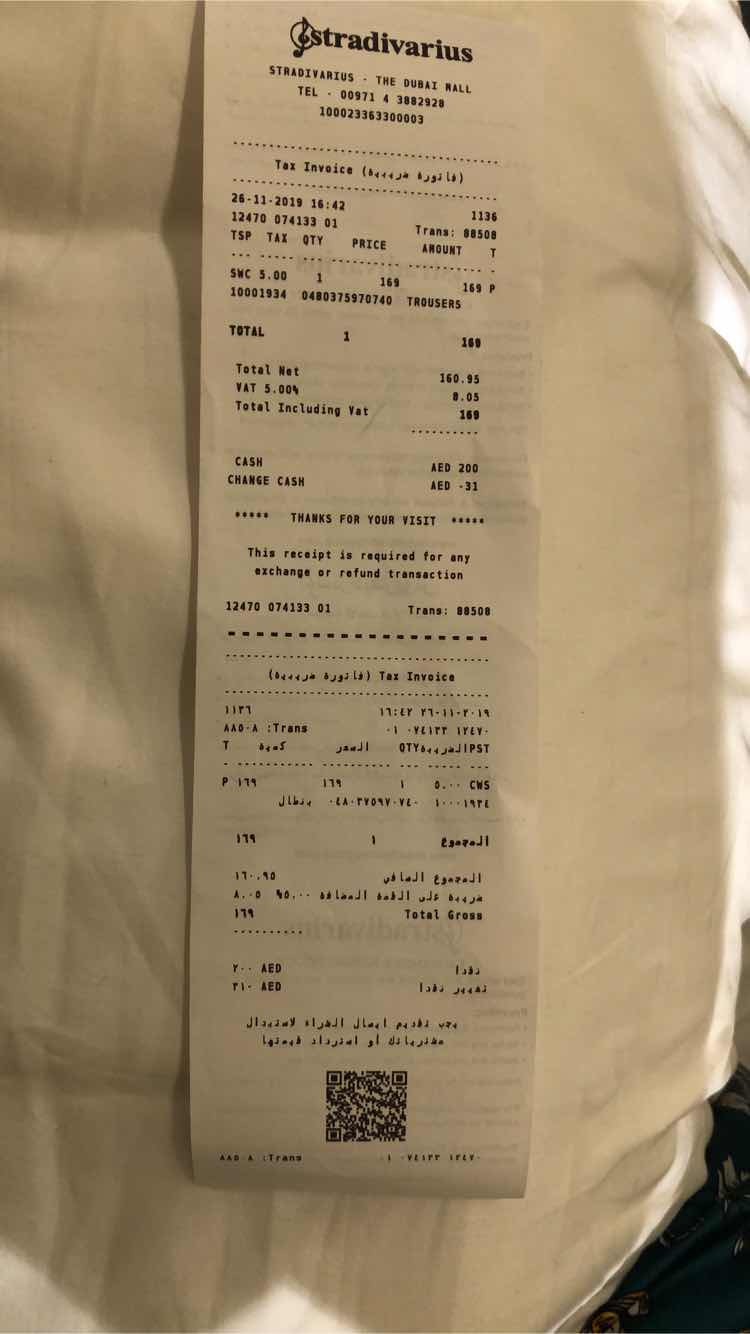 stradivarius
STRADIVARIUS - THE DUBAI MALL
TEL - 00971 4 3882928
100023363300003
Tax Invoice (فاتورة ضريبية)
26-11-2019 16:42 1136
12470 074133 01 Trans: 88508
TSP TAX QTY PRICE AMOUNT T
SWC 5.00 1 169 169 P
10001934 0480375970740 TROUSERS
TOTAL 1 169
Total Net 160.95
VAT 5.00% 8.05
Total Including Vat 169
CASH AED 200
CHANGE CASH AED -31
***** THANKS FOR YOUR VISIT *****
This receipt is required for any
exchange or refund transaction
12470 074133 01 Trans: 88508
(فاتورة ضريبية) Tax Invoice
١١٣٦ ١٦:٤٢ ٢٦-١١-٢٠١٩
٨٨٥٠٨ :Trans ٠١ ٠٧٤١٣٣ ١٢٤٧٠
T كمية السعر QTYالضريبةPST
P ١٦٩ ١٦٩ ١ ٥.٠٠ CWS
بنطال ٠٤٨٠٣٧٥٩٧٠٧٤٠ ١٠٠٠١٩٣٤
المجموع ١ ١٦٩
المجموع الصافي ١٦٠.٩٥
ضريبة على القمة المضافة ٥.٠٠% ٨.٠٥
١٦٩ Total Gross
نقدا ٢٠٠ AED
تغيير نقدا ٣١- AED
يجب تقديم ايصال الشراء لاستبدال
مشترياتك أو استرداد قيمتها
٨٨٥٠٨ :Trans ٠١ ٠٧٤١٣٣ ١٢٤٧٠